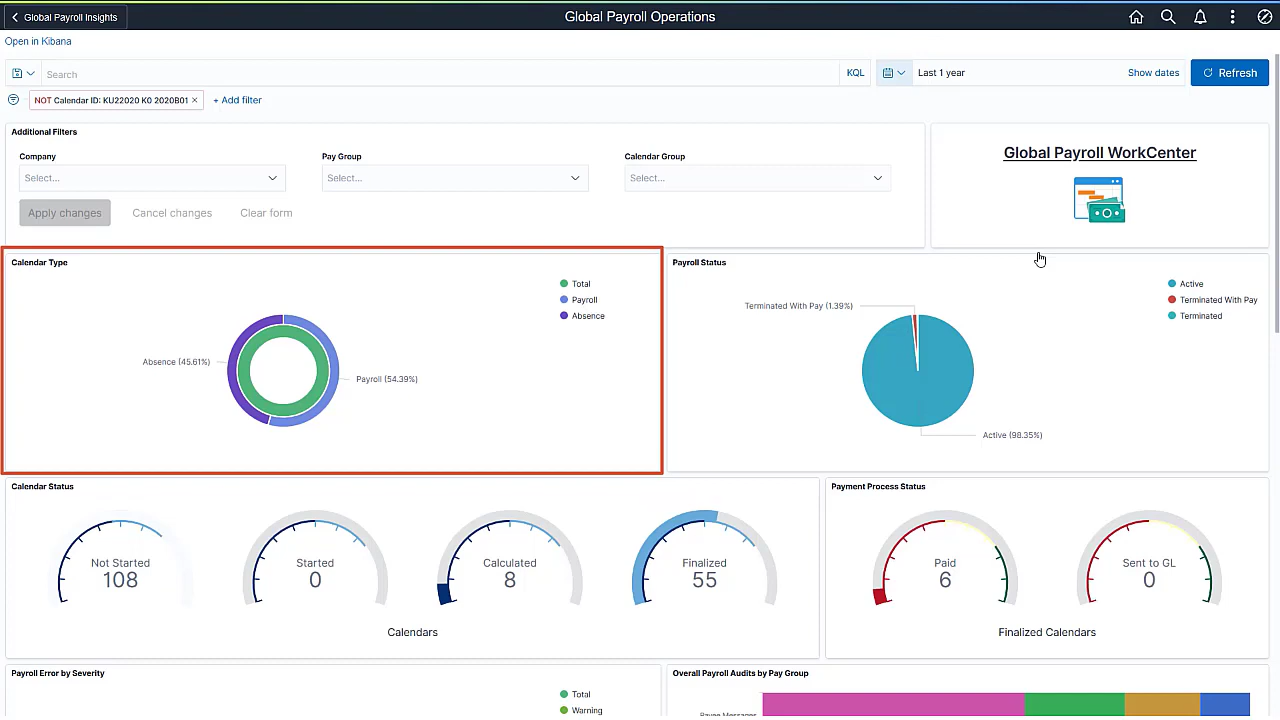 Global Payroll Insights
Global Payroll Operations
Open in Kibana
Search
KQL
Last 1 year
Show dates
Refresh
NOT Calendar ID: KU22020 K0 2020B01 ×
+ Add filter
Additional Filters
Company
Pay Group
Calendar Group
Select...
Select...
Select...
Apply changes
Cancel changes
Clear form
Global Payroll WorkCenter
Calendar Type
Total
Payroll
Absence
Absence (45.61%)
Payroll (54.39%)
Payroll Status
Active
Terminated With Pay
Terminated
Terminated With Pay (1.39%)
Active (98.35%)
Calendar Status
Not Started
108
Started
0
Calculated
8
Finalized
55
Calendars
Payment Process Status
Paid
6
Sent to GL
0
Finalized Calendars
Payroll Error by Severity
Total
Warning
Overall Payroll Audits by Pay Group
Payee Messages